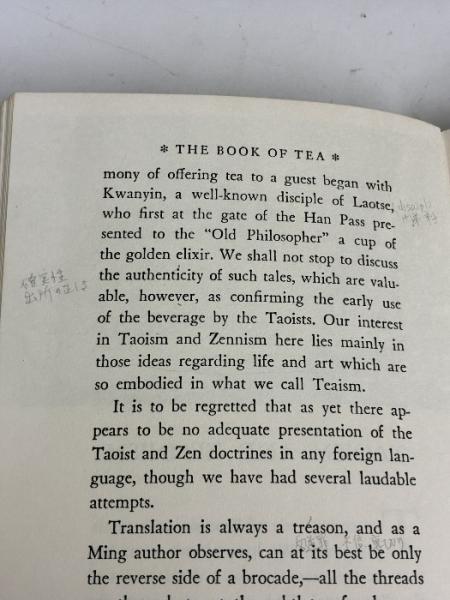 * THE BOOK OF TEA *
mony of offering tea to a guest began with
Kwanyin, a well-known disciple of Laotse,
who first at the gate of the Han Pass pre-
sented to the “Old Philosopher” a cup of
the golden elixir. We shall not stop to discuss
the authenticity of such tales, which are valu-
able, however, as confirming the early use
of the beverage by the Taoists. Our interest
in Taoism and Zennism here lies mainly in
those ideas regarding life and art which are
so embodied in what we call Teaism.
It is to be regretted that as yet there ap-
pears to be no adequate presentation of the
Taoist and Zen doctrines in any foreign lan-
guage, though we have had several laudable
attempts.
Translation is always a treason, and as a
Ming author observes, can at its best be only
the reverse side of a brocade,—all the threads